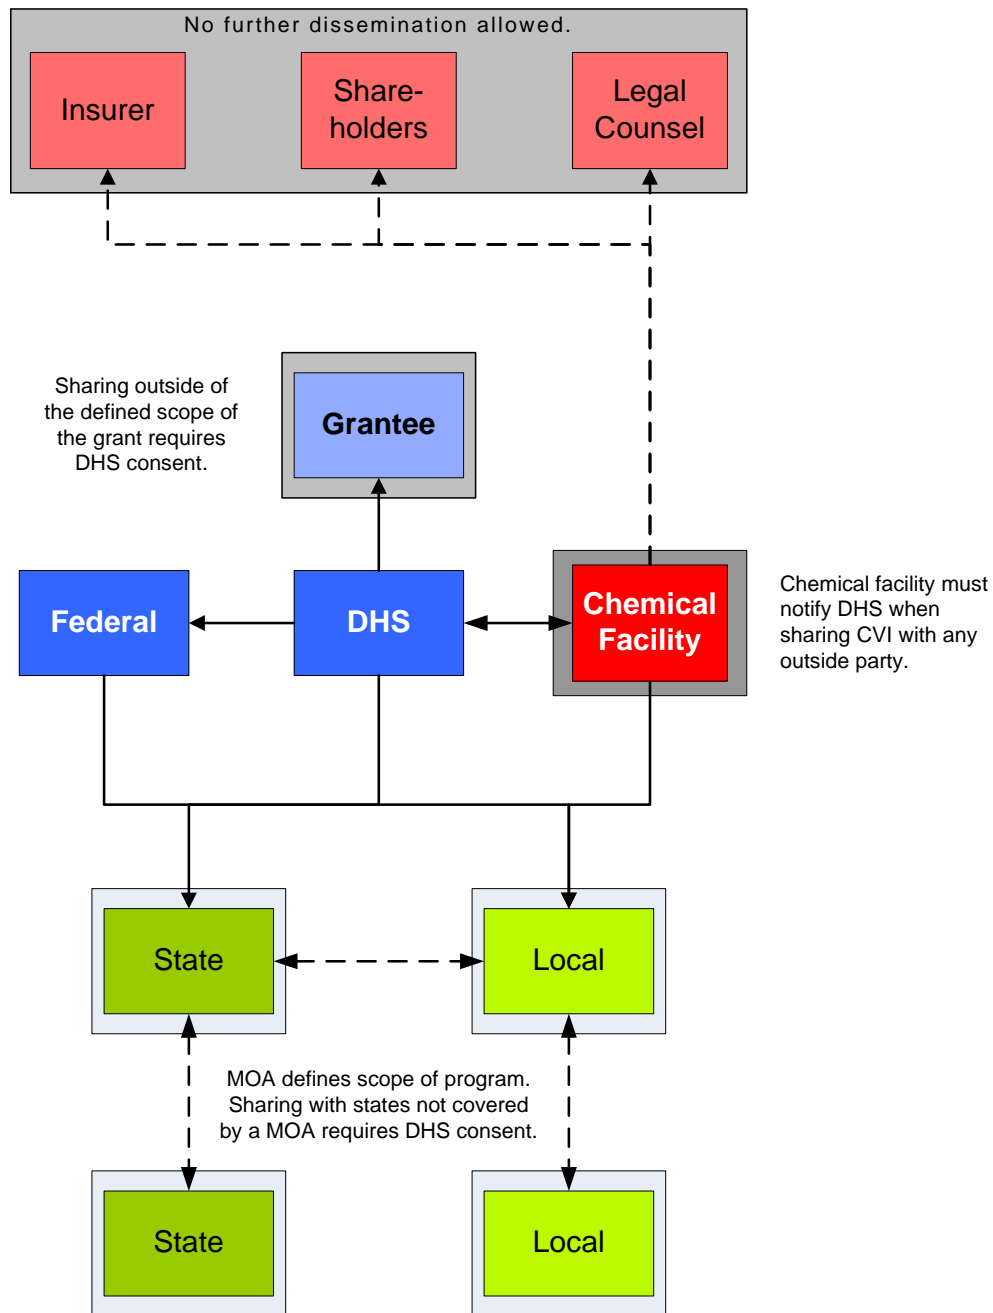 No further dissemination allowed.
Insurer
Share-
holders
Legal
Counsel
Sharing outside of
the defined scope of
the grant requires
DHS consent.
Grantee
Federal
DHS
Chemical
Facility
Chemical facility must
notify DHS when
sharing CVI with any
outside party.
State
Local
MOA defines scope of program.
Sharing with states not covered
by a MOA requires DHS consent.
State
Local